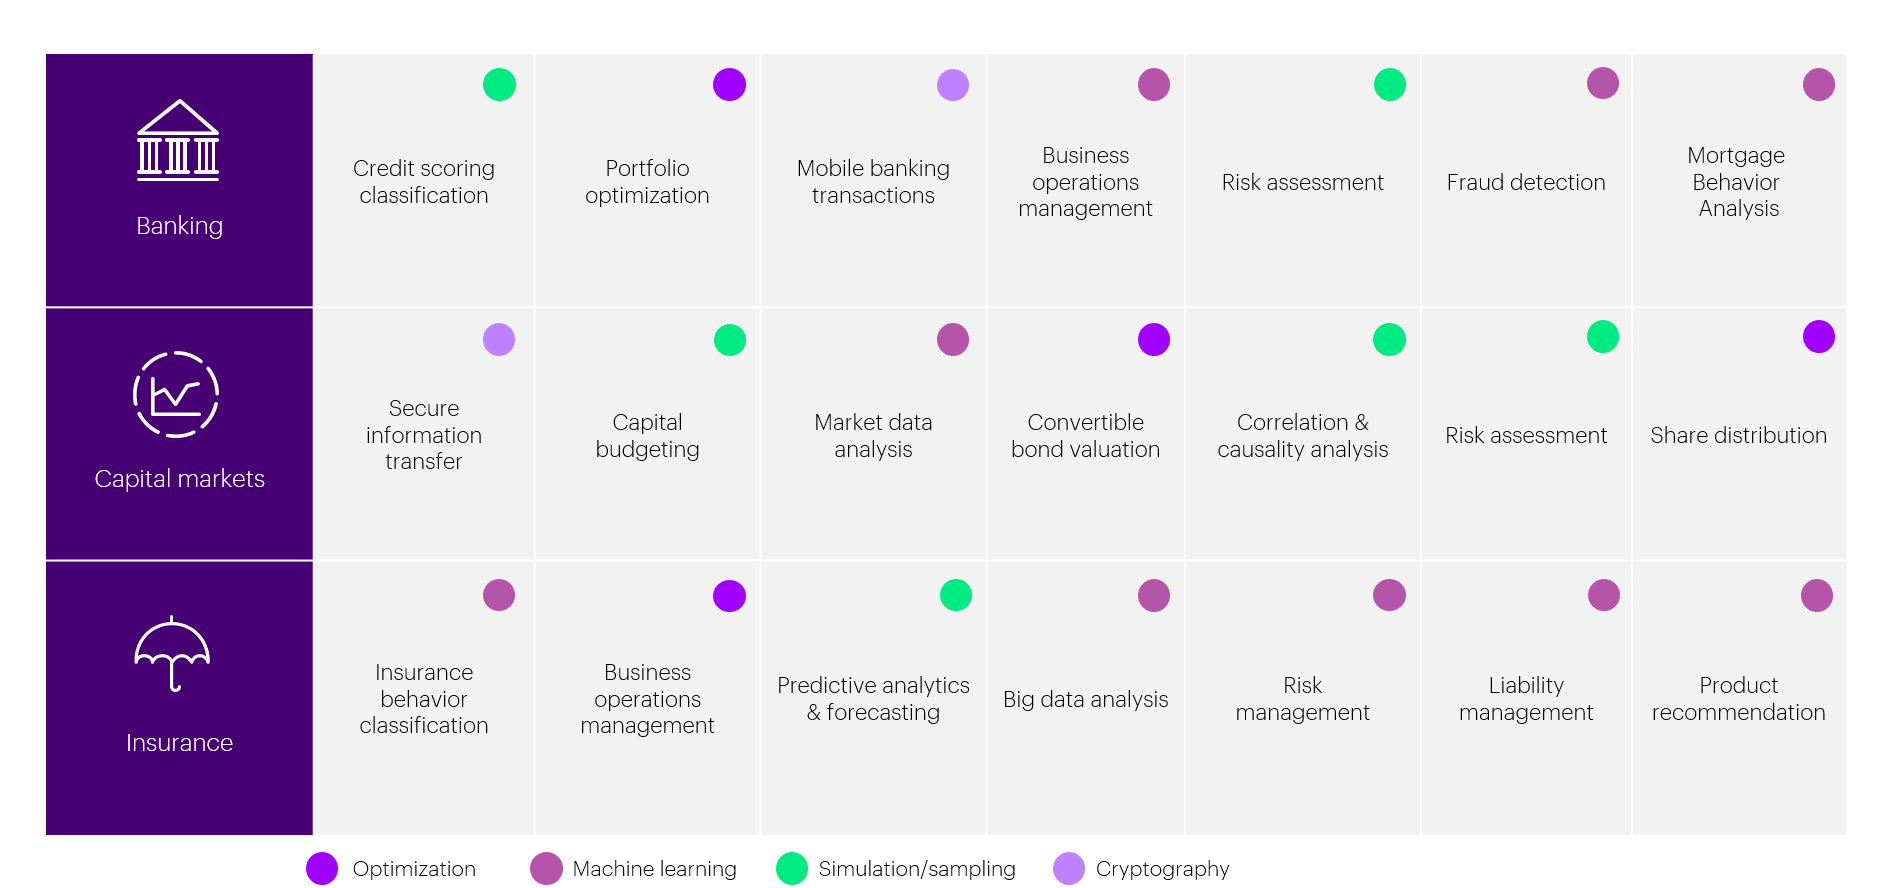 Banking
Credit scoring
classification
Portfolio
optimization
Mobile banking
transactions
Business
operations
management
Risk assessment
Fraud detection
Mortgage
Behavior
Analysis
Capital markets
Secure
information
transfer
Capital
budgeting
Market data
analysis
Convertible
bond valuation
Correlation &
causality analysis
Risk assessment
Share distribution
Insurance
Insurance
behavior
classification
Business
operations
management
Predictive analytics
& forecasting
Big data analysis
Risk
management
Liability
management
Product
recommendation
Optimization
Machine learning
Simulation/sampling
Cryptography